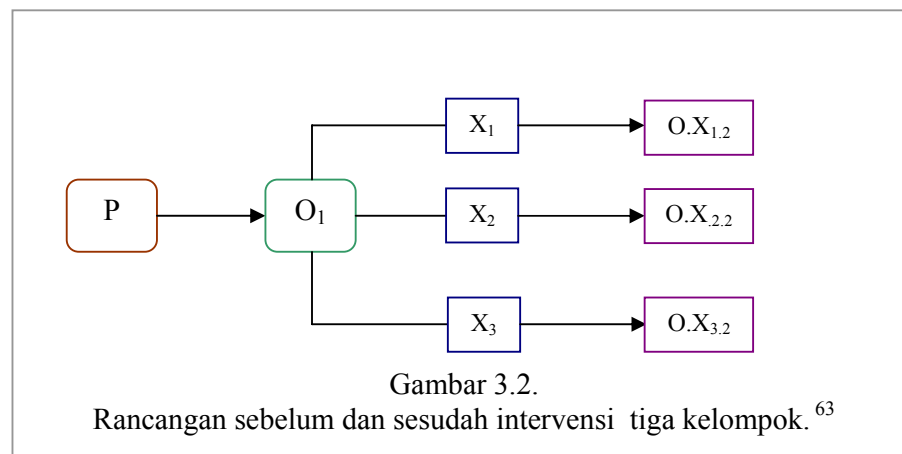 X₁ O.X₁.₂
P O₁ X₂ O.X.₂.₂
X₃ O.X₃.₂
Gambar 3.2.
Rancangan sebelum dan sesudah intervensi tiga kelompok. ⁶³